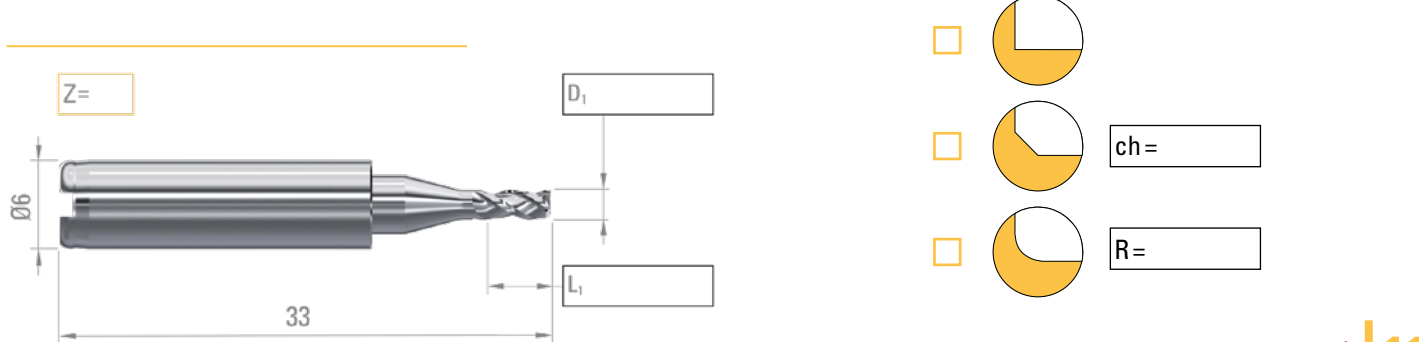 Z=
D₁
Ø6
L₁
33
ch=
R=